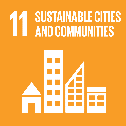 11 SUSTAINABLE CITIES
AND COMMUNITIES